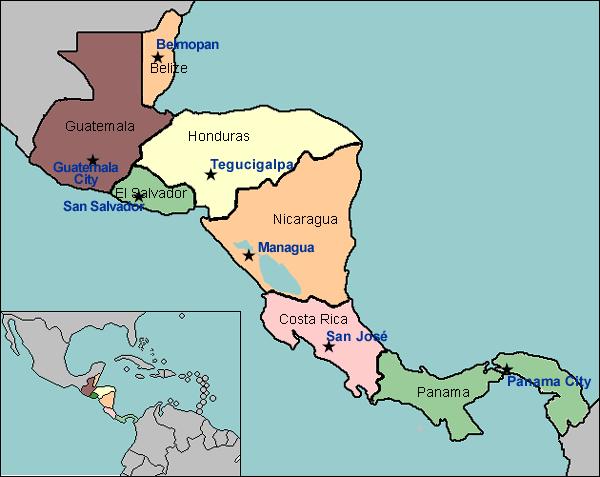 Belmopan
Belize
Guatemala
Honduras
Guatemala
City
Tegucigalpa
El Salvador
San Salvador
Nicaragua
Managua
Costa Rica
San José
Panama City
Panama